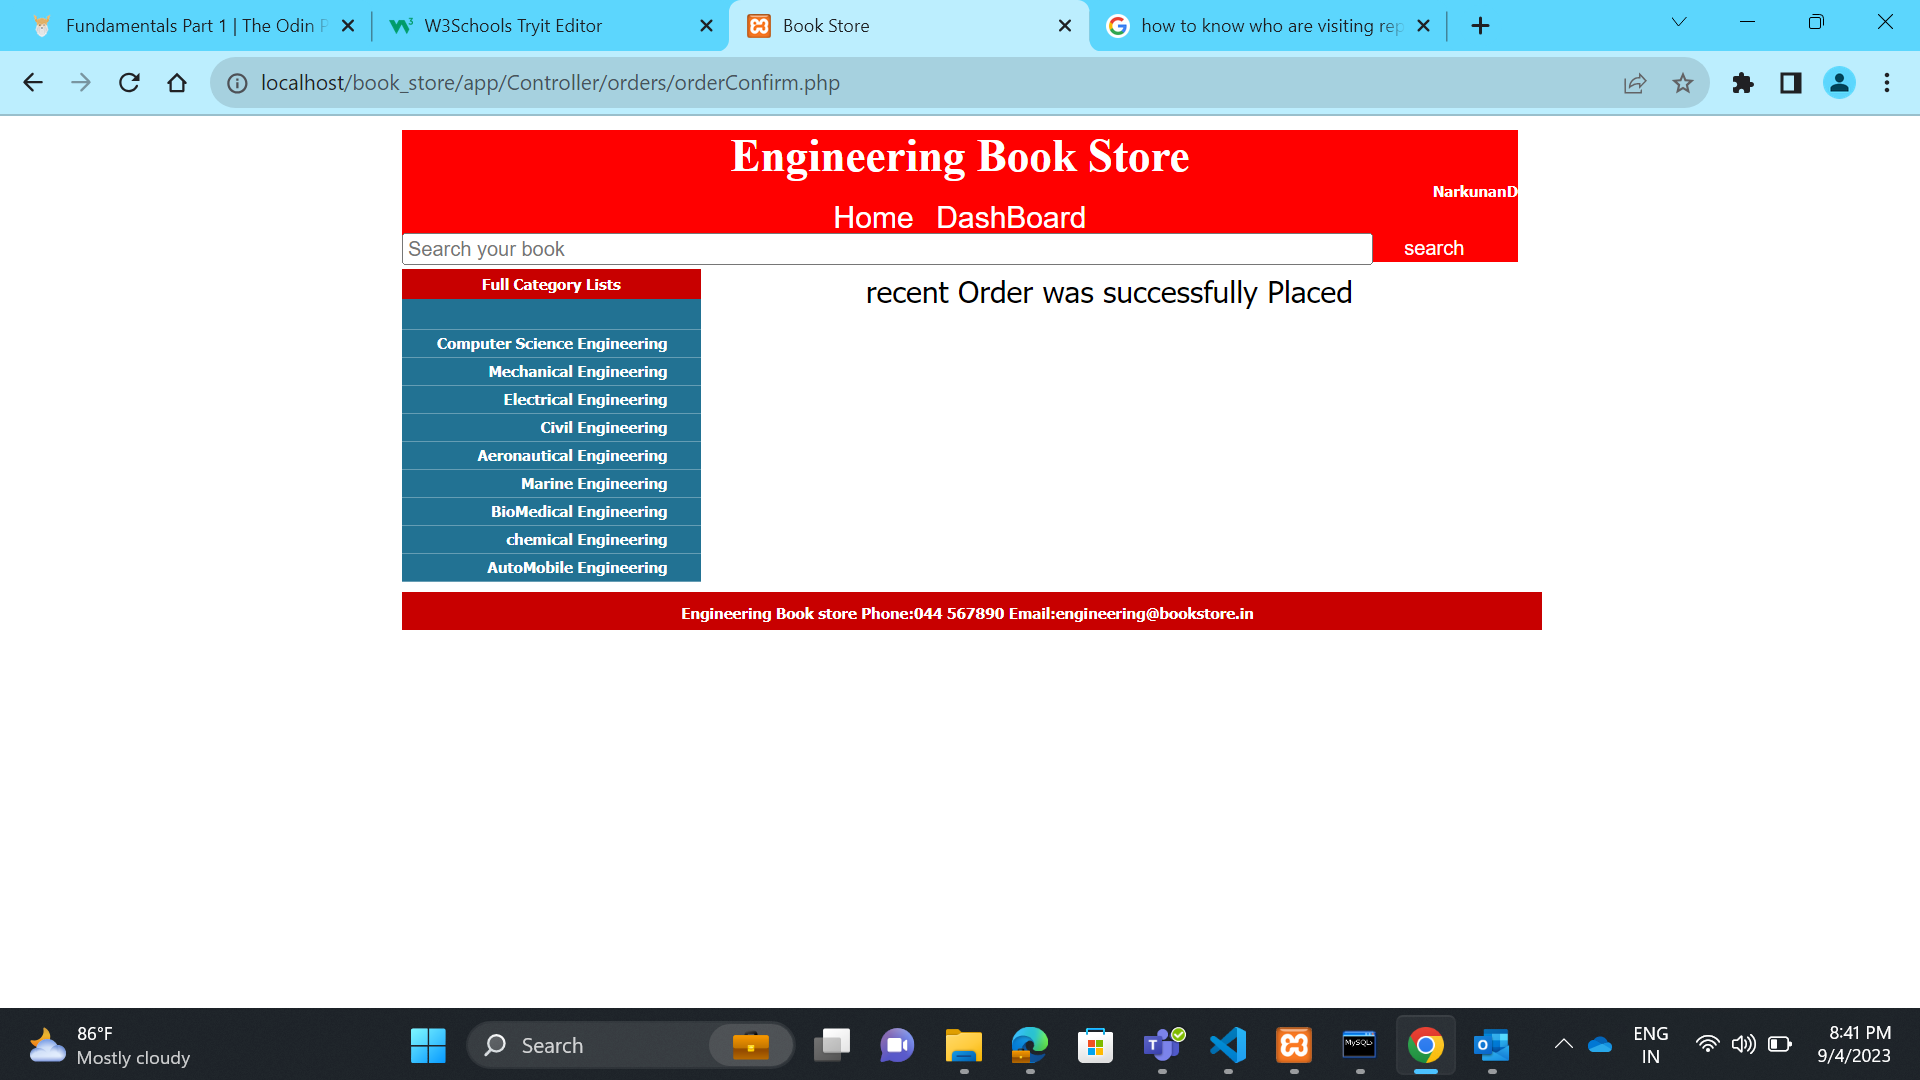 Fundamentals Part 1 | The Odin P
W3Schools Tryit Editor
Book Store
how to know who are visiting rep
localhost/book_store/app/Controller/orders/orderConfirm.php
Engineering Book Store
NarkunanD
Home DashBoard
Search your book
search
Full Category Lists
recent Order was successfully Placed
Computer Science Engineering
Mechanical Engineering
Electrical Engineering
Civil Engineering
Aeronautical Engineering
Marine Engineering
BioMedical Engineering
chemical Engineering
AutoMobile Engineering
Engineering Book store Phone:044 567890 Email:engineering@bookstore.in
86°F
Mostly cloudy
Search
MySQL>
ENG
IN
8:41 PM
9/4/2023